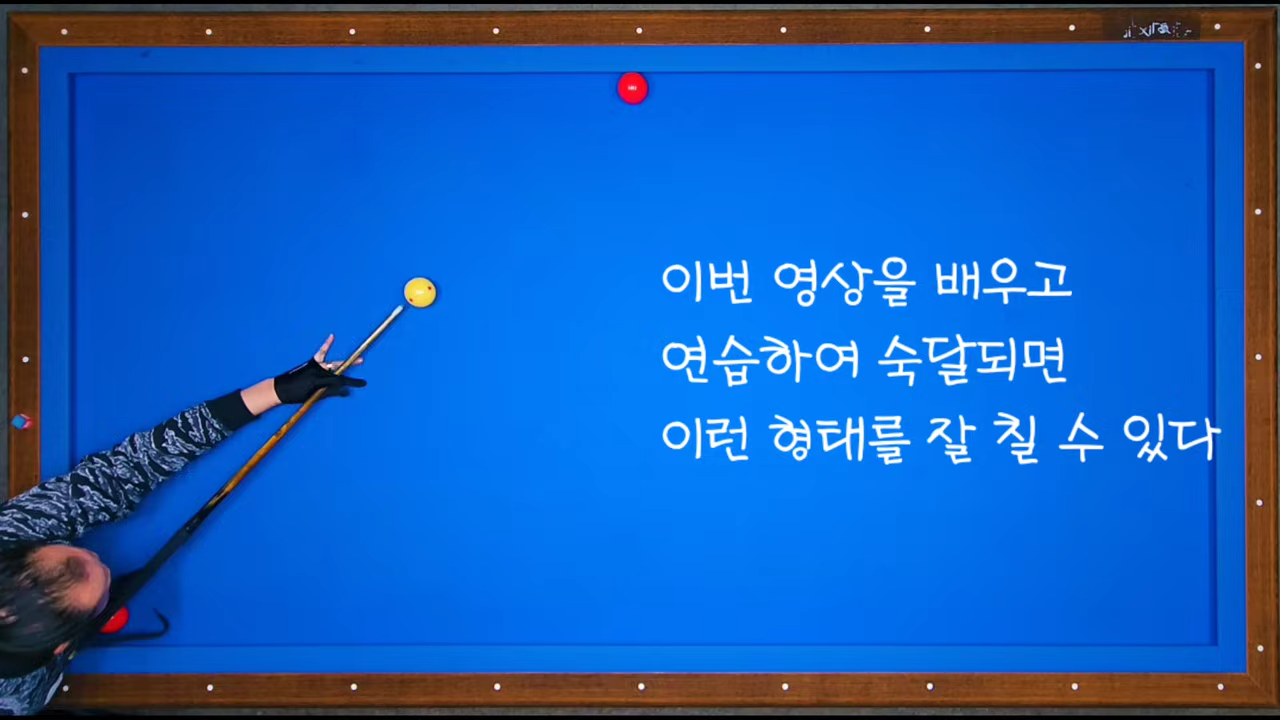 이번 영상을 배우고
연습하여 숙달되면
이런 형태를 잘 칠 수 있다